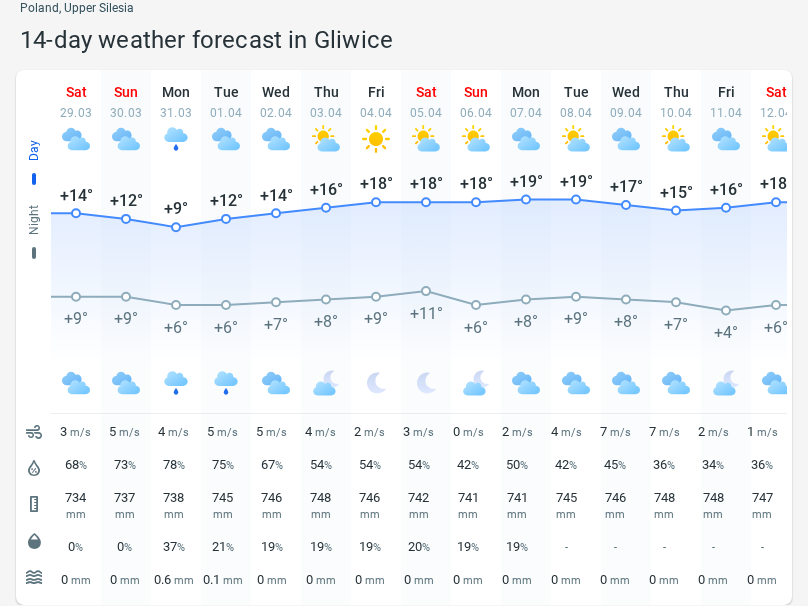 Poland, Upper Silesia
14-day weather forecast in Gliwice
Sat Sun Mon Tue Wed Thu Fri Sat Sun Mon Tue Wed Thu Fri Sat
29.03 30.03 31.03 01.04 02.04 03.04 04.04 05.04 06.04 07.04 08.04 09.04 10.04 11.04 12.04
Day
+14° +12° +9° +12° +14° +16° +18° +18° +18° +19° +19° +17° +15° +16° +18
Night
+9° +9° +6° +6° +7° +8° +9° +11° +6° +8° +9° +8° +7° +4° +6°
3 m/s 5 m/s 4 m/s 5 m/s 5 m/s 4 m/s 2 m/s 3 m/s 0 m/s 2 m/s 4 m/s 7 m/s 7 m/s 2 m/s 1 m/s
68% 73% 78% 75% 67% 54% 54% 54% 42% 50% 42% 45% 36% 34% 36%
734 737 738 745 746 748 746 742 741 741 745 746 748 748 747
mm mm mm mm mm mm mm mm mm mm mm mm mm mm mm
0% 0% 37% 21% 19% 19% 19% 20% 19% 19% - - - - -
0 mm 0 mm 0.6 mm 0.1 mm 0 mm 0 mm 0 mm 0 mm 0 mm 0 mm 0 mm 0 mm 0 mm 0 mm 0 mm